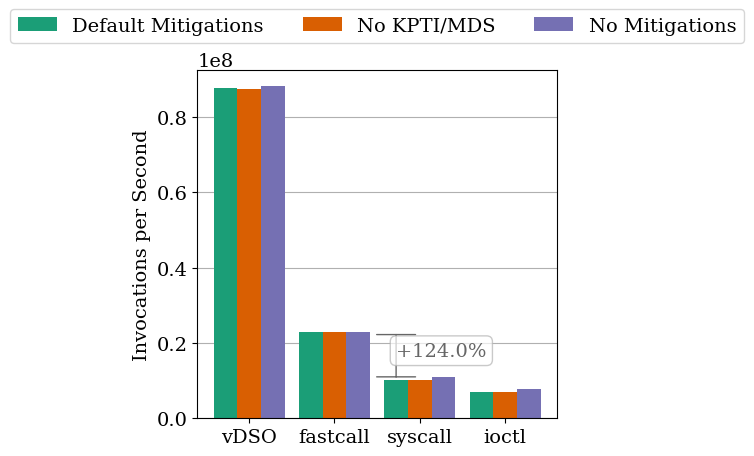 Default Mitigations No KPTI/MDS No Mitigations
1e8
0.8
0.6
0.4
0.2
0.0
Invocations per Second
+124.0%
vDSO fastcall syscall ioctl